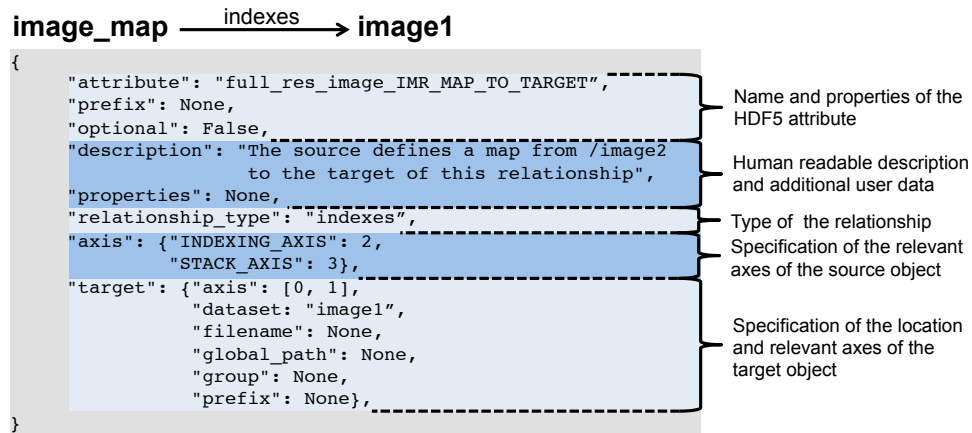 indexes
image_map image1
{
"attribute": "full_res_image_IMR_MAP_TO_TARGET”,
"prefix": None,
"optional": False,
"description": "The source defines a map from /image2
to the target of this relationship",
"properties": None,
"relationship_type": "indexes”,
"axis": {"INDEXING_AXIS": 2,
"STACK_AXIS": 3},
"target": {"axis": [0, 1],
"dataset: "image1”,
"filename": None,
"global_path": None,
"group": None,
"prefix": None},
}
Name and properties of the
HDF5 attribute
Human readable description
and additional user data
Type of the relationship
Specification of the relevant
axes of the source object
Specification of the location
and relevant axes of the
target object